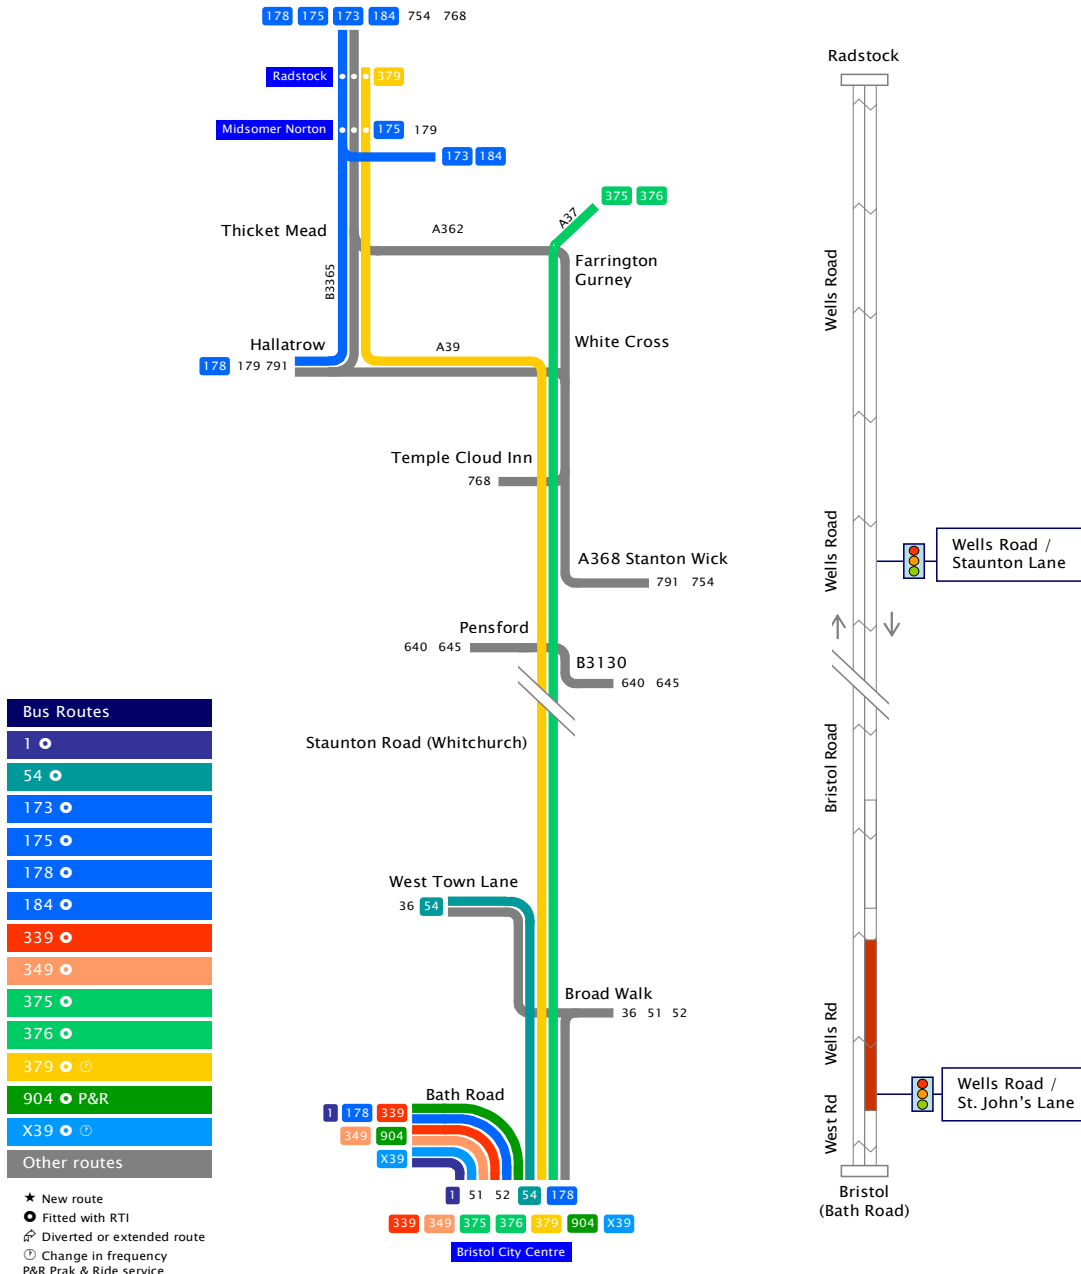 178 175 173 184 754 768
Radstock
379
Midsomer Norton
175 179
173 184
375 376
A37
Thicket Mead
A362
Farrington
Gurney
B3365
White Cross
Hallatrow
A39
178 179 791
Temple Cloud Inn
768
A368 Stanton Wick
791 754
Pensford
640 645
B3130
640 645
Staunton Road (Whitchurch)
West Town Lane
36 54
Broad Walk
36 51 52
Bath Road
1 178 339
349 904
X39
1 51 52 54 178
339 349 375 376 379 904 X39
Bristol City Centre
Bus Routes
1
54
173
175
178
184
339
349
375
376
379
904 P&R
X39
Other routes
★ New route
Fitted with RTI
Diverted or extended route
Change in frequency
P&R Prak & Ride service
Radstock
Wells Road
Wells Road
Wells Road /
Staunton Lane
Bristol Road
Wells Rd
West Rd
Wells Road /
St. John's Lane
Bristol
(Bath Road)